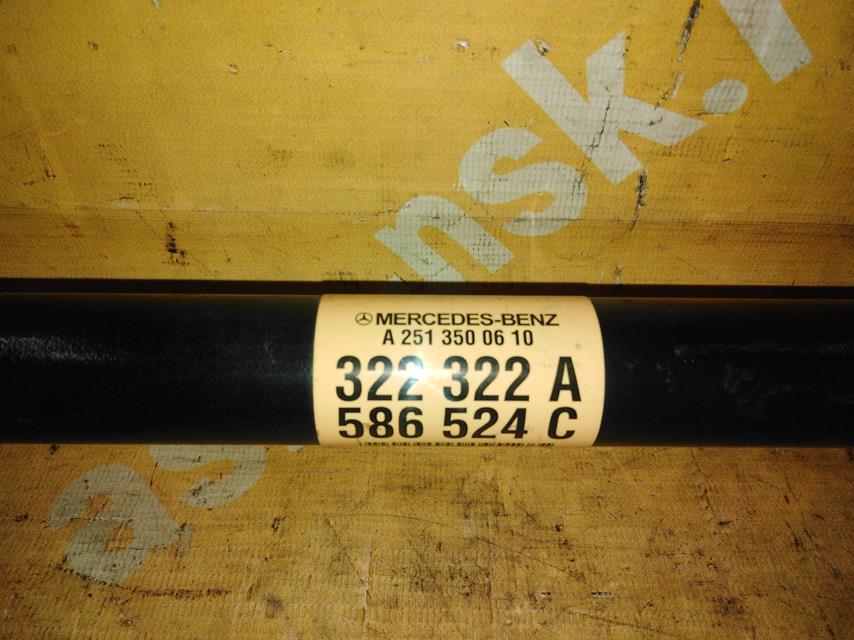 MERCEDES-BENZ
A 251 350 06 10
322 322 A
586 524 C